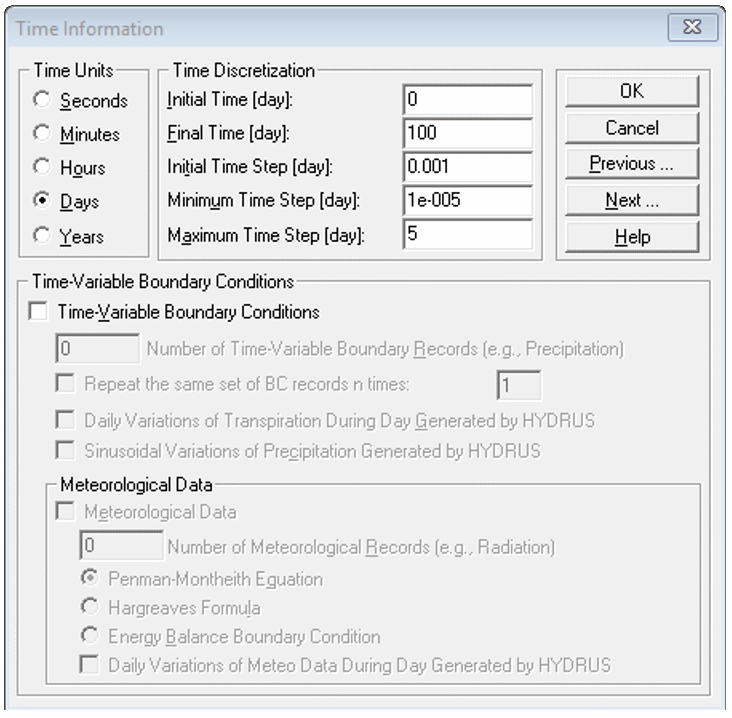 Time Information
Time Units
Seconds
Minutes
Hours
Days
Years
Time Discretization
Initial Time [day]: 0
Final Time [day]: 100
Initial Time Step [day]: 0.001
Minimum Time Step [day]: 1e-005
Maximum Time Step [day]: 5
OK
Cancel
Previous ...
Next ...
Help
Time-Variable Boundary Conditions
Time-Variable Boundary Conditions
0 Number of Time-Variable Boundary Records (e.g., Precipitation)
Repeat the same set of BC records n times: 1
Daily Variations of Transpiration During Day Generated by HYDRUS
Sinusoidal Variations of Precipitation Generated by HYDRUS
Meteorological Data
Meteorological Data
0 Number of Meteorological Records (e.g., Radiation)
Penman-Montheith Equation
Hargreaves Formula
Energy Balance Boundary Condition
Daily Variations of Meteo Data During Day Generated by HYDRUS